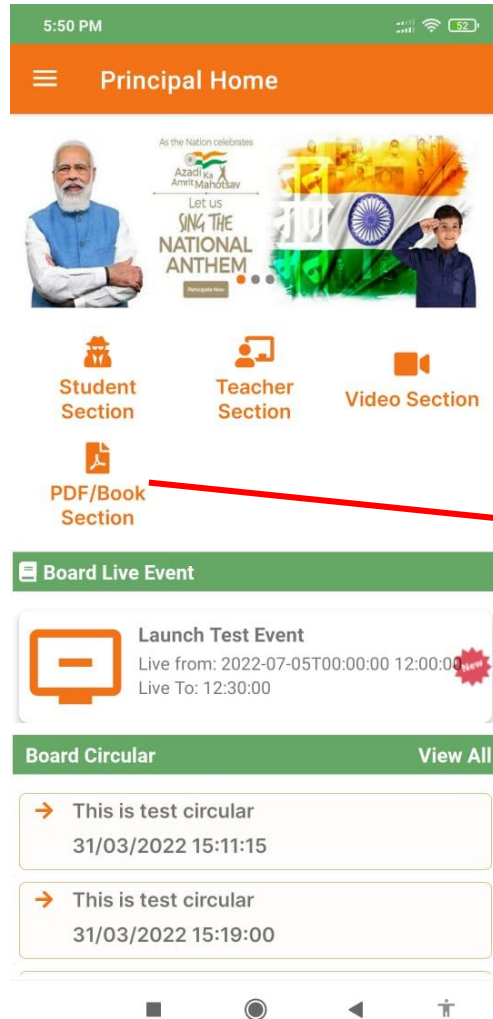 5:50 PM
52
Principal Home
As the Nation celebrates
Azadi Ka
Amrit Mahotsav
Let us
SING THE
NATIONAL
ANTHEM
Participate Now
जन
गण
Student
Section
Teacher
Section
Video Section
PDF/Book
Section
Board Live Event
Launch Test Event
Live from: 2022-07-05T00:00:00 12:00:00
New
Live To: 12:30:00
Board Circular View All
This is test circular
31/03/2022 15:11:15
This is test circular
31/03/2022 15:19:00